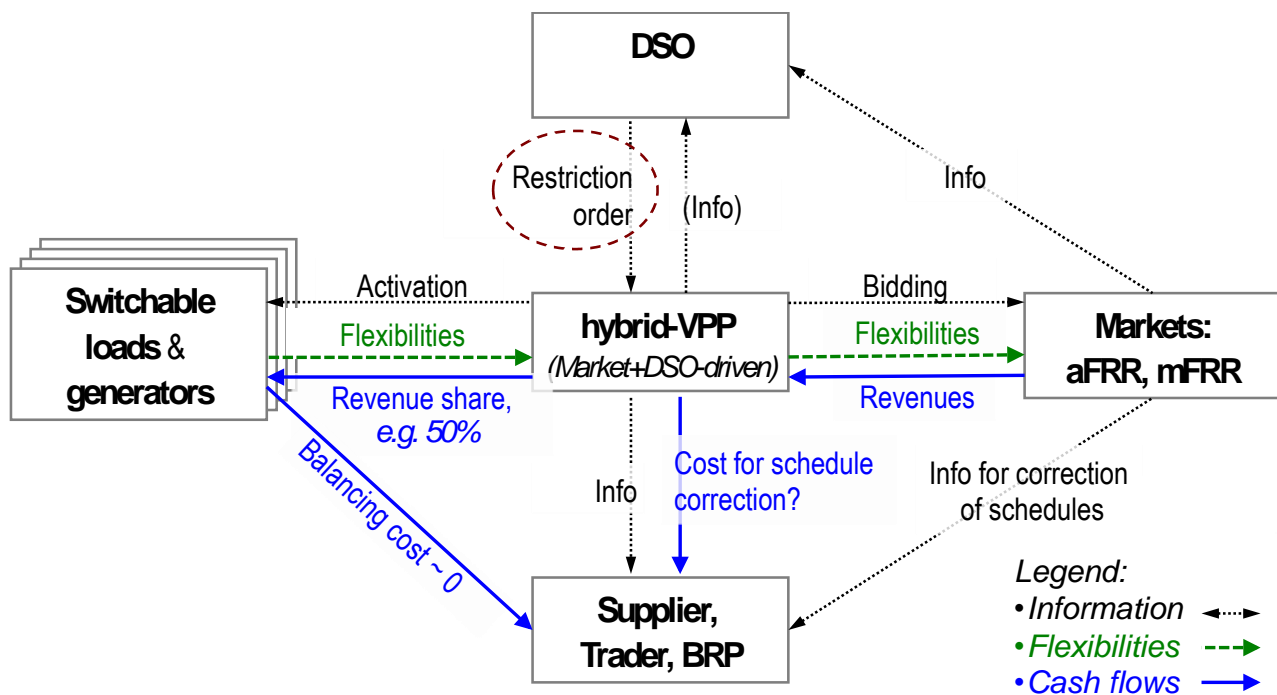 DSO
Restriction
order
(Info)
Info
Switchable
loads &
generators
Activation
Flexibilities
hybrid-VPP
(Market+DSO-driven)
Bidding
Flexibilities
Markets:
aFRR, mFRR
Revenue share,
e.g. 50%
Revenues
Balancing cost ~ 0
Info
Cost for schedule
correction?
Info for correction
of schedules
Supplier,
Trader, BRP
Legend:
•Information
•Flexibilities
•Cash flows